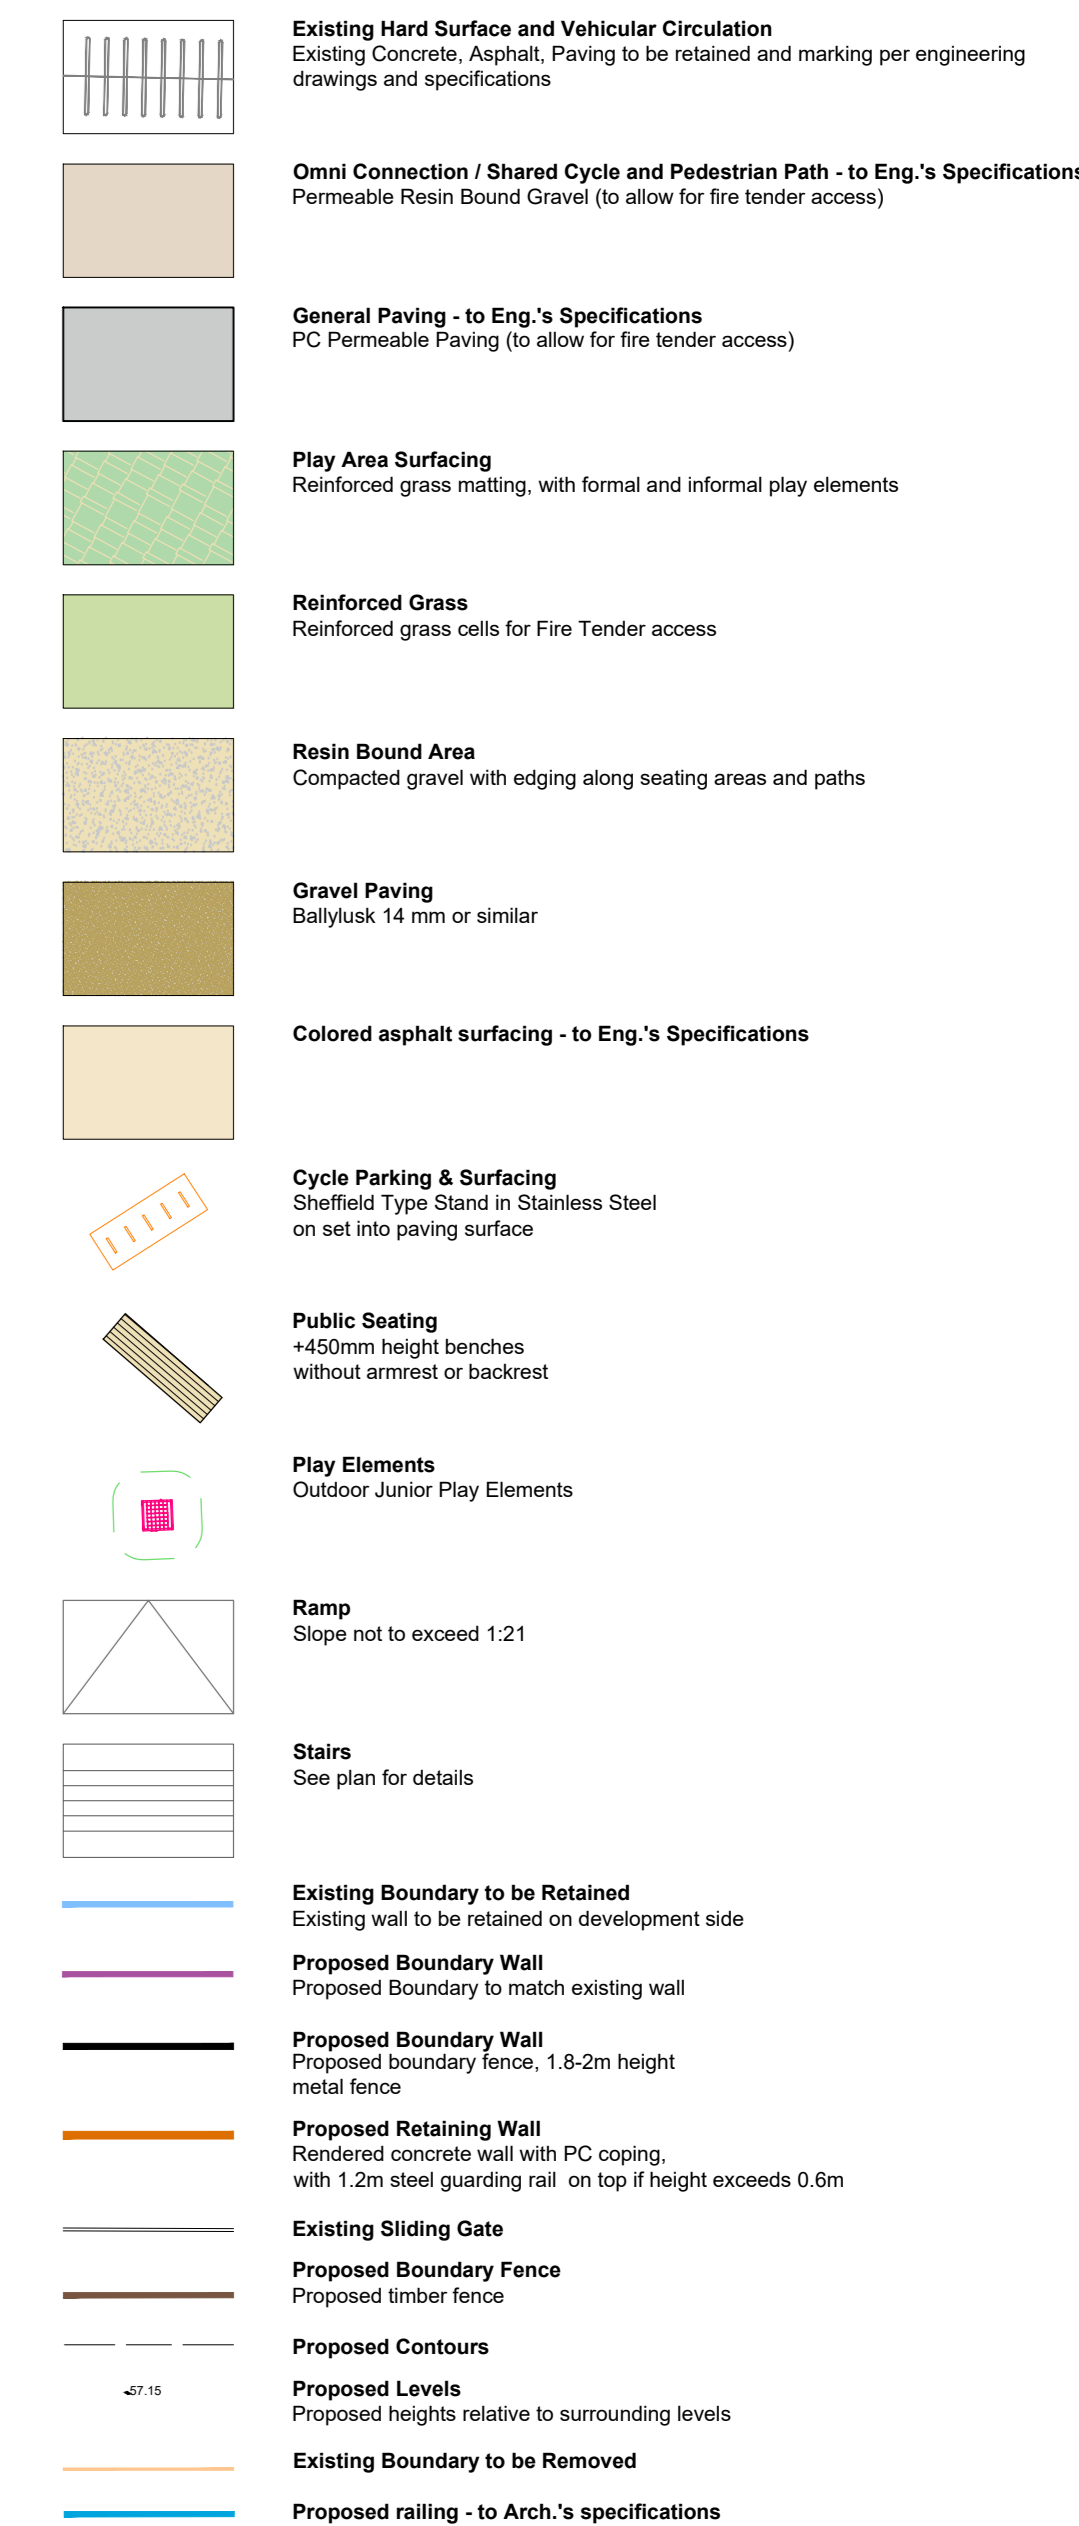 Existing Hard Surface and Vehicular Circulation
Existing Concrete, Asphalt, Paving to be retained and marking per engineering
drawings and specifications
Omni Connection / Shared Cycle and Pedestrian Path - to Eng.'s Specifications
Permeable Resin Bound Gravel (to allow for fire tender access)
General Paving - to Eng.'s Specifications
PC Permeable Paving (to allow for fire tender access)
Play Area Surfacing
Reinforced grass matting, with formal and informal play elements
Reinforced Grass
Reinforced grass cells for Fire Tender access
Resin Bound Area
Compacted gravel with edging along seating areas and paths
Gravel Paving
Ballylusk 14 mm or similar
Colored asphalt surfacing - to Eng.'s Specifications
Cycle Parking & Surfacing
Sheffield Type Stand in Stainless Steel
on set into paving surface
Public Seating
+450mm height benches
without armrest or backrest
Play Elements
Outdoor Junior Play Elements
Ramp
Slope not to exceed 1:21
Stairs
See plan for details
Existing Boundary to be Retained
Existing wall to be retained on development side
Proposed Boundary Wall
Proposed Boundary to match existing wall
Proposed Boundary Wall
Proposed boundary fence, 1.8-2m height
metal fence
Proposed Retaining Wall
Rendered concrete wall with PC coping,
with 1.2m steel guarding rail on top if height exceeds 0.6m
Existing Sliding Gate
Proposed Boundary Fence
Proposed timber fence
Proposed Contours
57.15
Proposed Levels
Proposed heights relative to surrounding levels
Existing Boundary to be Removed
Proposed railing - to Arch.'s specifications